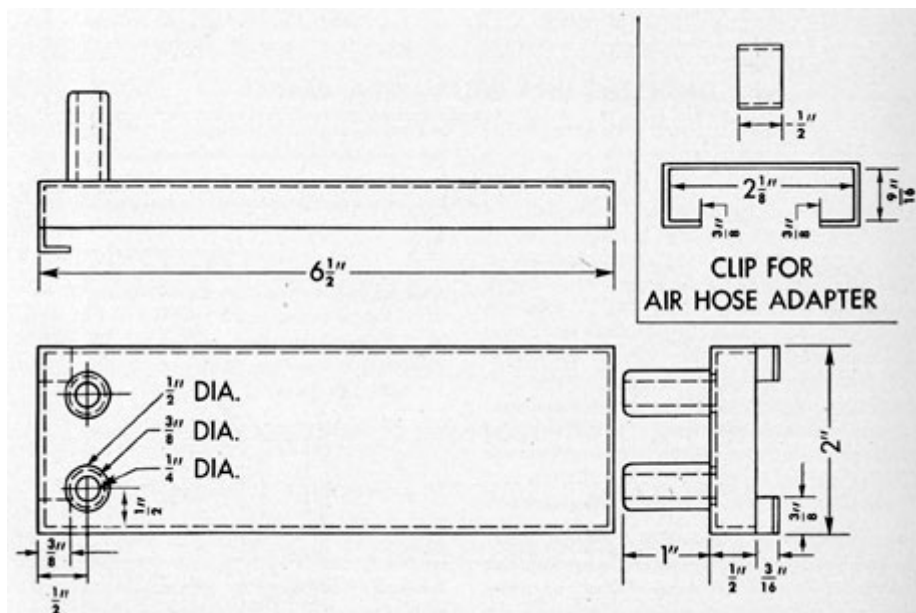 1/2"
2 1/8"
9/16"
3/8"
3/8"
CLIP FOR
AIR HOSE ADAPTER
6 1/2"
1/2" DIA.
3/8" DIA.
1/4" DIA.
1/2"
3/8"
1/2"
2"
3/8"
1"
1/2"
3/16"